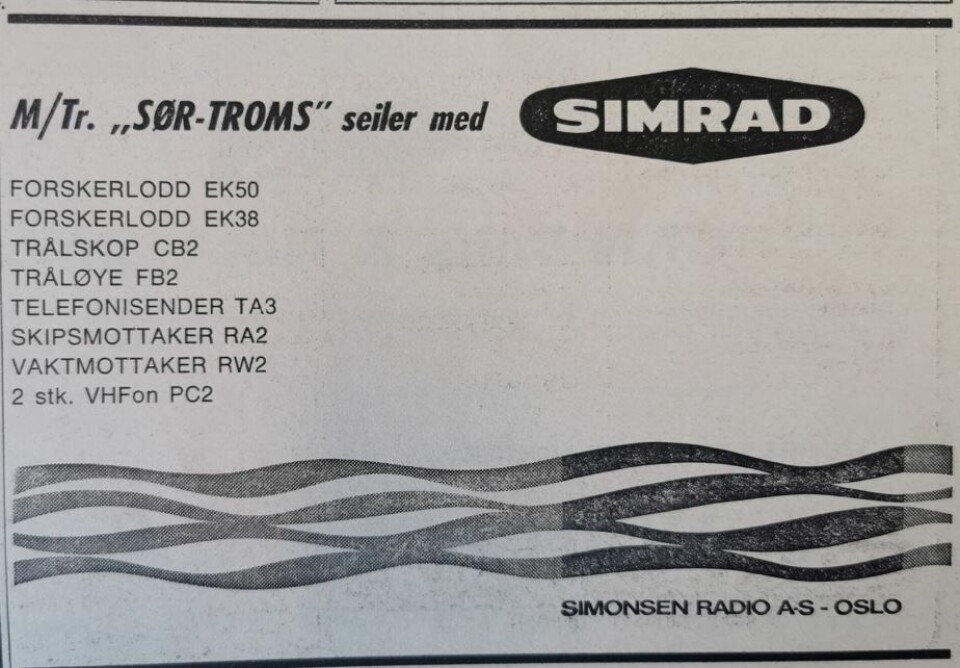 M/Tr. „SØR-TROMS” seiler med SIMRAD
FORSKERLODD EK50
FORSKERLODD EK38
TRÅLSKOP CB2
TRÅLØYE FB2
TELEFONISENDER TA3
SKIPSMOTTAKER RA2
VAKTMOTTAKER RW2
2 stk. VHFon PC2
SIMONSEN RADIO A·S - OSLO